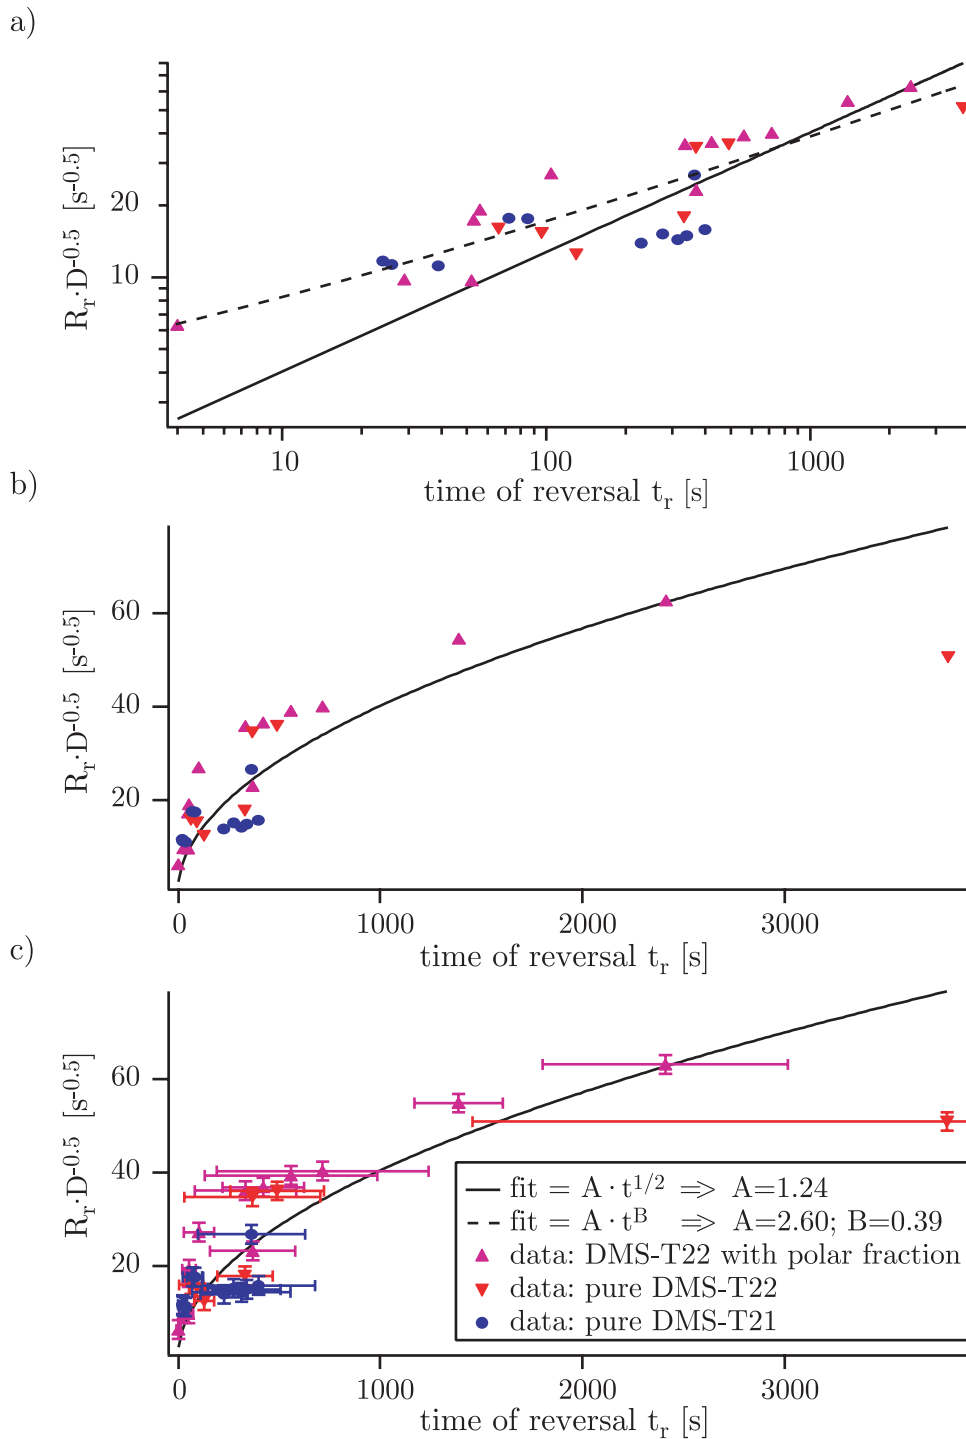 a)
R_r·D^-0.5 [s^-0.5]
20
10
10 100 1000
time of reversal t_r [s]
b)
R_r·D^-0.5 [s^-0.5]
60
40
20
0 1000 2000 3000
time of reversal t_r [s]
c)
R_r·D^-0.5 [s^-0.5]
60
40
20
fit = A · t^1/2 => A=1.24
fit = A · t^B => A=2.60; B=0.39
data: DMS-T22 with polar fraction
data: pure DMS-T22
data: pure DMS-T21
0 1000 2000 3000
time of reversal t_r [s]